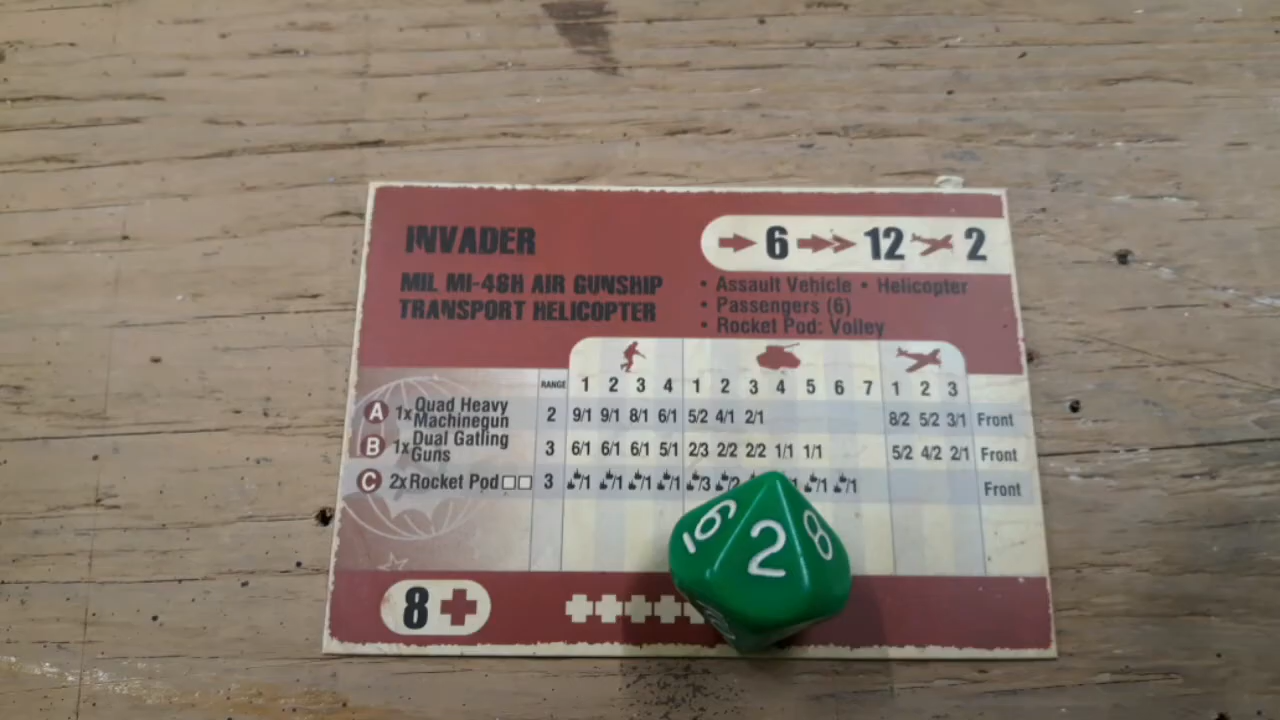 INVADER
6 12 2
MIL MI-48H AIR GUNSHIP
TRANSPORT HELICOPTER
• Assault Vehicle • Helicopter
• Passengers (6)
• Rocket Pod: Volley
RANGE 1 2 3 4 1 2 3 4 5 6 7 1 2 3
A 1x Quad Heavy Machinegun 2 9/1 9/1 8/1 6/1 5/2 4/1 2/1 8/2 5/2 3/1 Front
B 1x Dual Gatling Guns 3 6/1 6/1 6/1 5/1 2/3 2/2 2/2 1/1 1/1 5/2 4/2 2/1 Front
C 2x Rocket Pod 3 /1 /1 /1 /1 /3 /2 /1 /1 Front
8
6 2 8